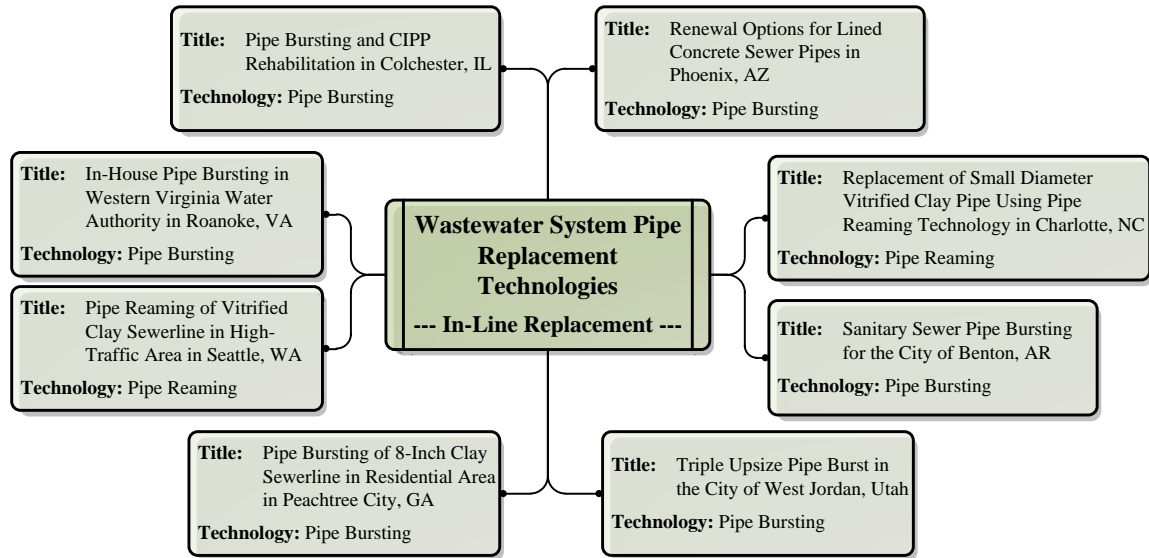 Title: Pipe Bursting and CIPP
Rehabilitation in Colchester, IL
Technology: Pipe Bursting
Title: Renewal Options for Lined
Concrete Sewer Pipes in
Phoenix, AZ
Technology: Pipe Bursting
Title: In-House Pipe Bursting in
Western Virginia Water
Authority in Roanoke, VA
Technology: Pipe Bursting
Wastewater System Pipe
Replacement
Technologies
--- In-Line Replacement ---
Title: Replacement of Small Diameter
Vitrified Clay Pipe Using Pipe
Reaming Technology in Charlotte, NC
Technology: Pipe Reaming
Title: Pipe Reaming of Vitrified
Clay Sewerline in High-
Traffic Area in Seattle, WA
Technology: Pipe Reaming
Title: Sanitary Sewer Pipe Bursting
for the City of Benton, AR
Technology: Pipe Bursting
Title: Pipe Bursting of 8-Inch Clay
Sewerline in Residential Area
in Peachtree City, GA
Technology: Pipe Bursting
Title: Triple Upsize Pipe Burst in
the City of West Jordan, Utah
Technology: Pipe Bursting